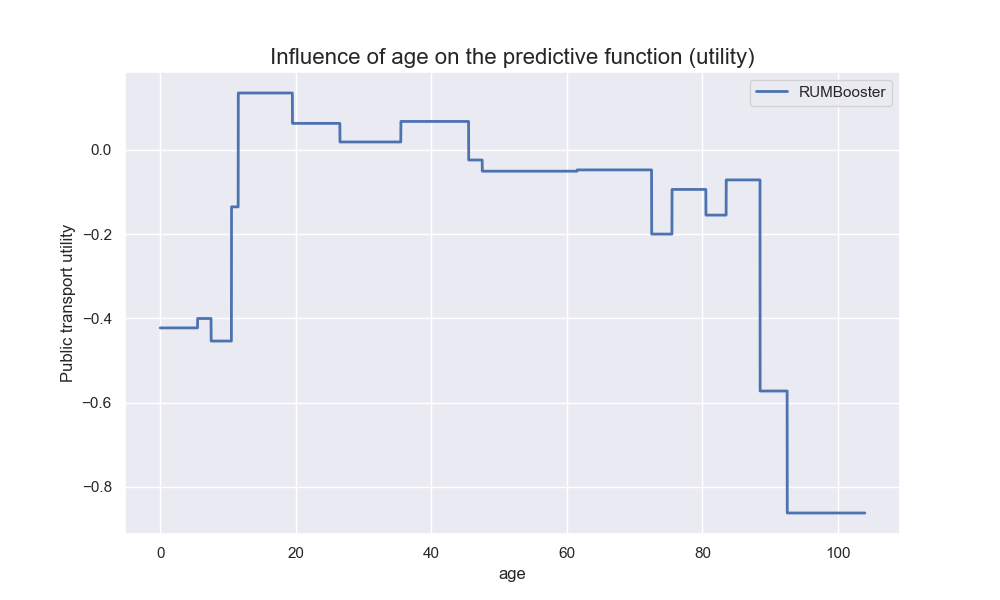 Influence of age on the predictive function (utility)
RUMBooster
Public transport utility
0.0
−0.2
−0.4
−0.6
−0.8
0 20 40 60 80 100
age